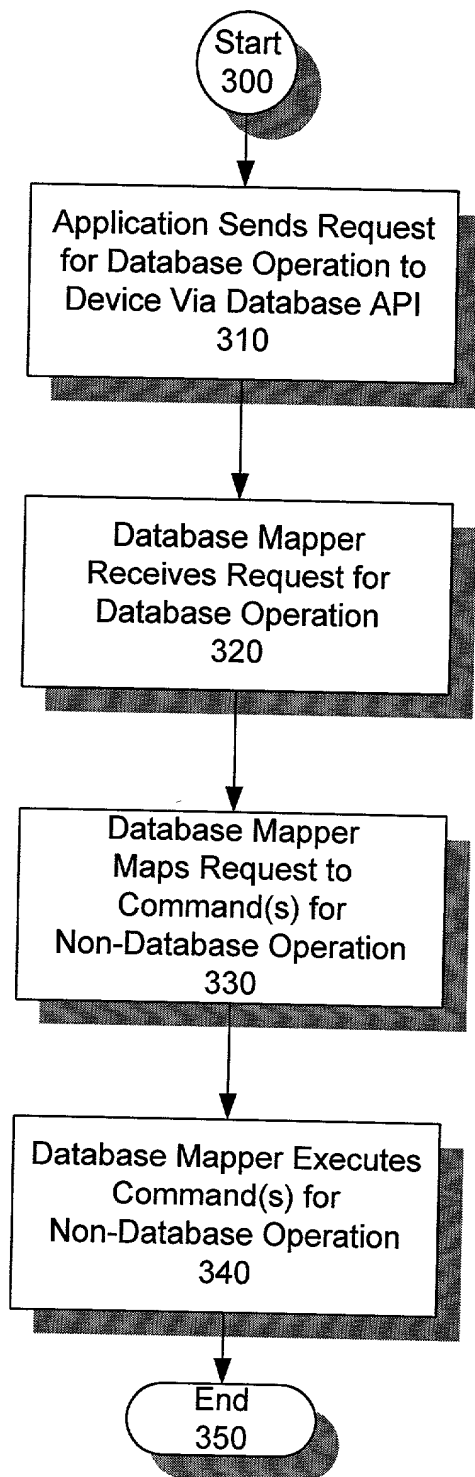 Start
300
Application Sends Request
for Database Operation to
Device Via Database API
310
Database Mapper
Receives Request for
Database Operation
320
Database Mapper
Maps Request to
Command(s) for
Non-Database Operation
330
Database Mapper Executes
Command(s) for
Non-Database Operation
340
End
350